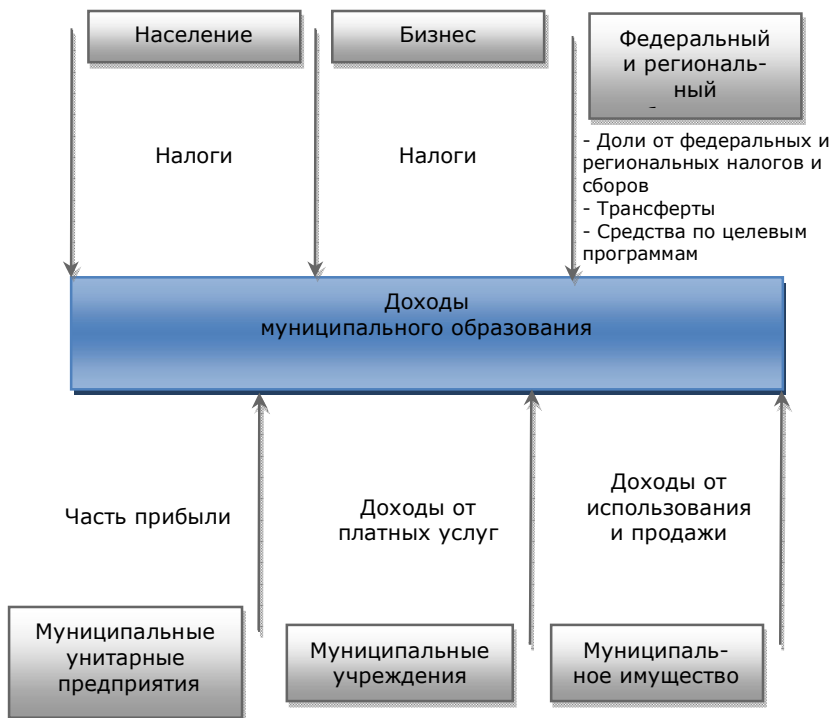 Население
Бизнес
Федеральный
и региональ-
ный
Налоги
Налоги
- Доли от федеральных и
региональных налогов и
сборов
- Трансферты
- Средства по целевым
программам
Доходы
муниципального образования
Часть прибыли
Доходы от
платных услуг
Доходы от
использования
и продажи
Муниципальные
унитарные
предприятия
Муниципальные
учреждения
Муниципаль-
ное имущество